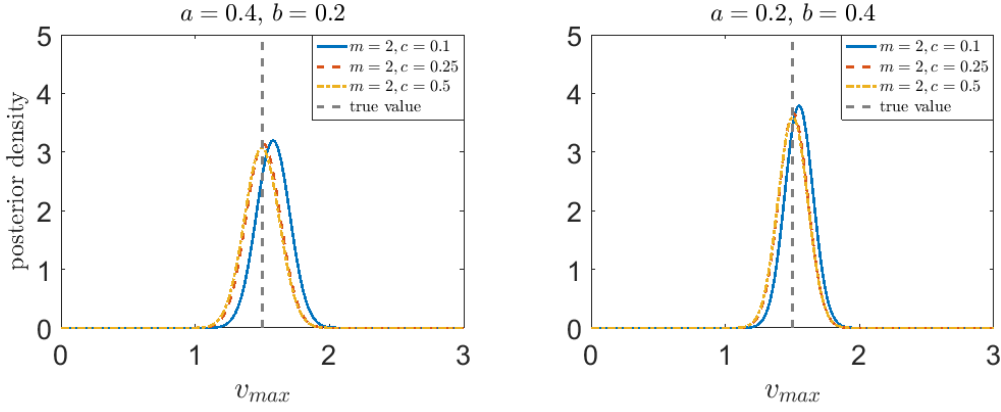 a = 0.4, b = 0.2
5
4
3
2
1
0
posterior density
m = 2, c = 0.1
m = 2, c = 0.25
m = 2, c = 0.5
true value
0 1 2 3
v_max
a = 0.2, b = 0.4
5
4
3
2
1
0
m = 2, c = 0.1
m = 2, c = 0.25
m = 2, c = 0.5
true value
0 1 2 3
v_max